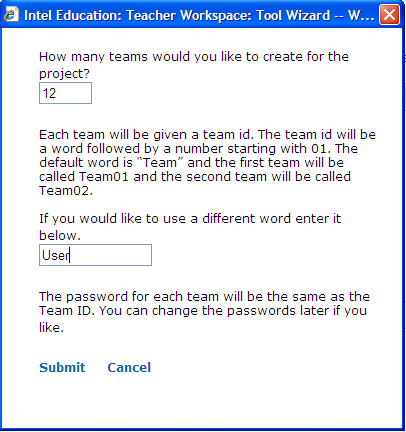 Intel Education: Teacher Workspace: Tool Wizard -- W...
How many teams would you like to create for the
project?
12
Each team will be given a team id. The team id will be
a word followed by a number starting with 01. The
default word is “Team” and the first team will be
called Team01 and the second team will be called
Team02.
If you would like to use a different word enter it
below.
User
The password for each team will be the same as the
Team ID. You can change the passwords later if you
like.
Submit Cancel